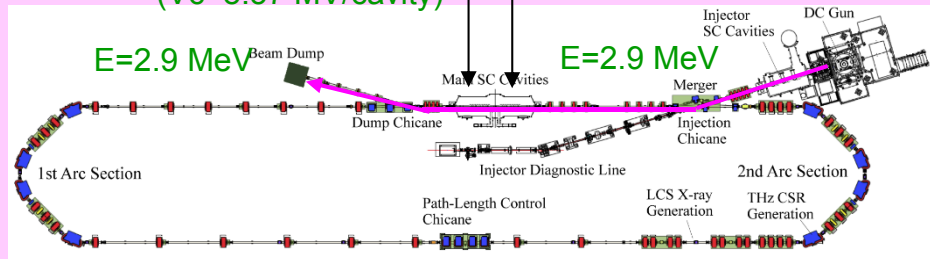 DC Gun
Injector
SC Cavities
E=2.9 MeV
Beam Dump
E=2.9 MeV
Merger
Dump Chicane
Injection
Chicane
1st Arc Section
Injector Diagnostic Line
2nd Arc Section
Path-Length Control
Chicane
LCS X-ray
Generation
THz CSR
Generation